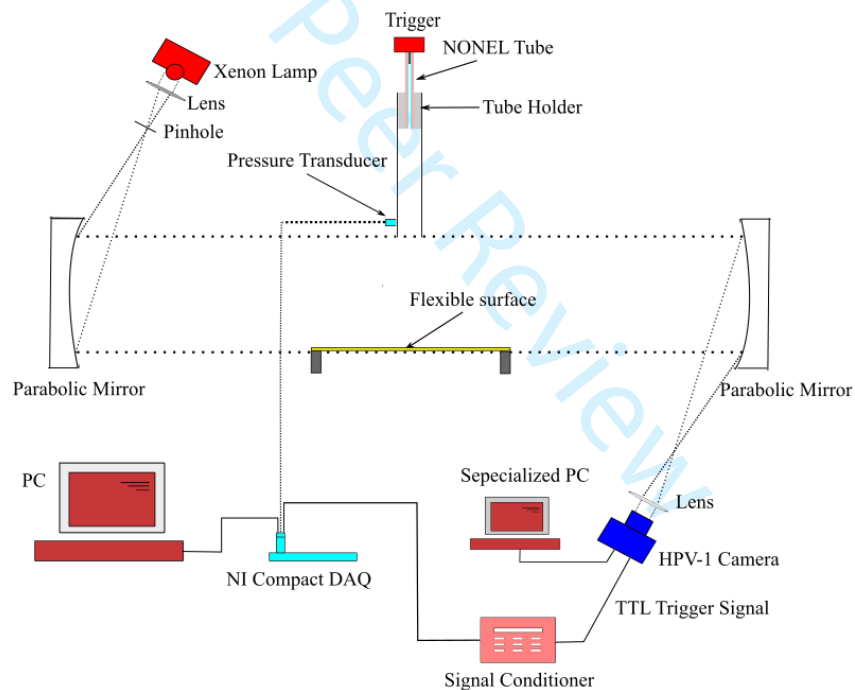 Trigger
NONEL Tube
Xenon Lamp
Lens
Tube Holder
Pinhole
Pressure Transducer
Flexible surface
Parabolic Mirror
Parabolic Mirror
PC
Sepecialized PC
Lens
NI Compact DAQ
HPV-1 Camera
TTL Trigger Signal
Signal Conditioner
Peer Review